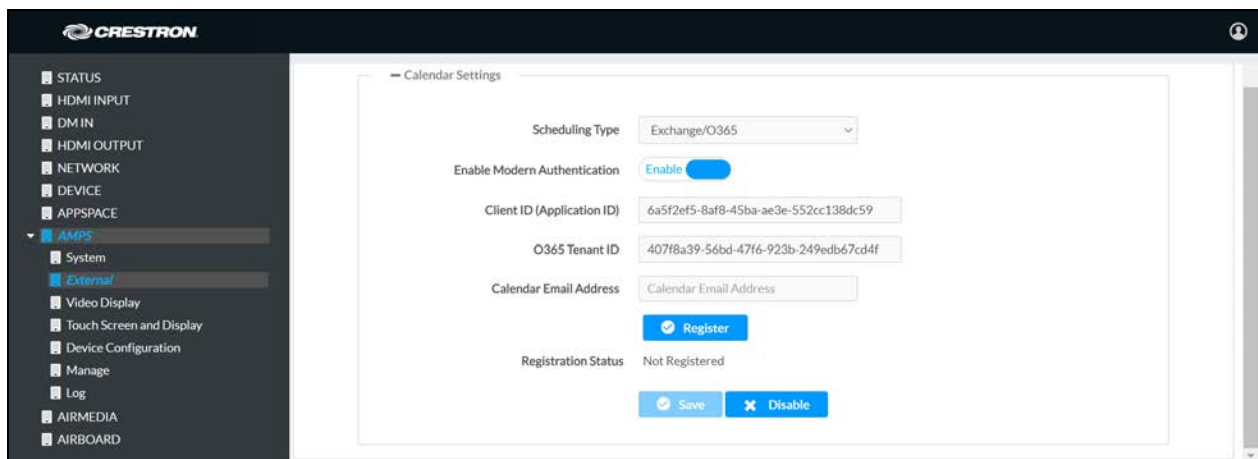 CRESTRON
STATUS
HDMI INPUT
DM IN
HDMI OUTPUT
NETWORK
DEVICE
APPSPACE
AMPS
System
External
Video Display
Touch Screen and Display
Device Configuration
Manage
Log
AIRMEDIA
AIRBOARD
Calendar Settings
Scheduling Type Exchange/O365
Enable Modern Authentication Enable
Client ID (Application ID) 6a5f2ef5-8af8-45ba-ae3e-552cc138dc59
O365 Tenant ID 407f8a39-56bd-47f6-923b-249edb67cd4f
Calendar Email Address Calendar Email Address
Register
Registration Status Not Registered
Save Disable